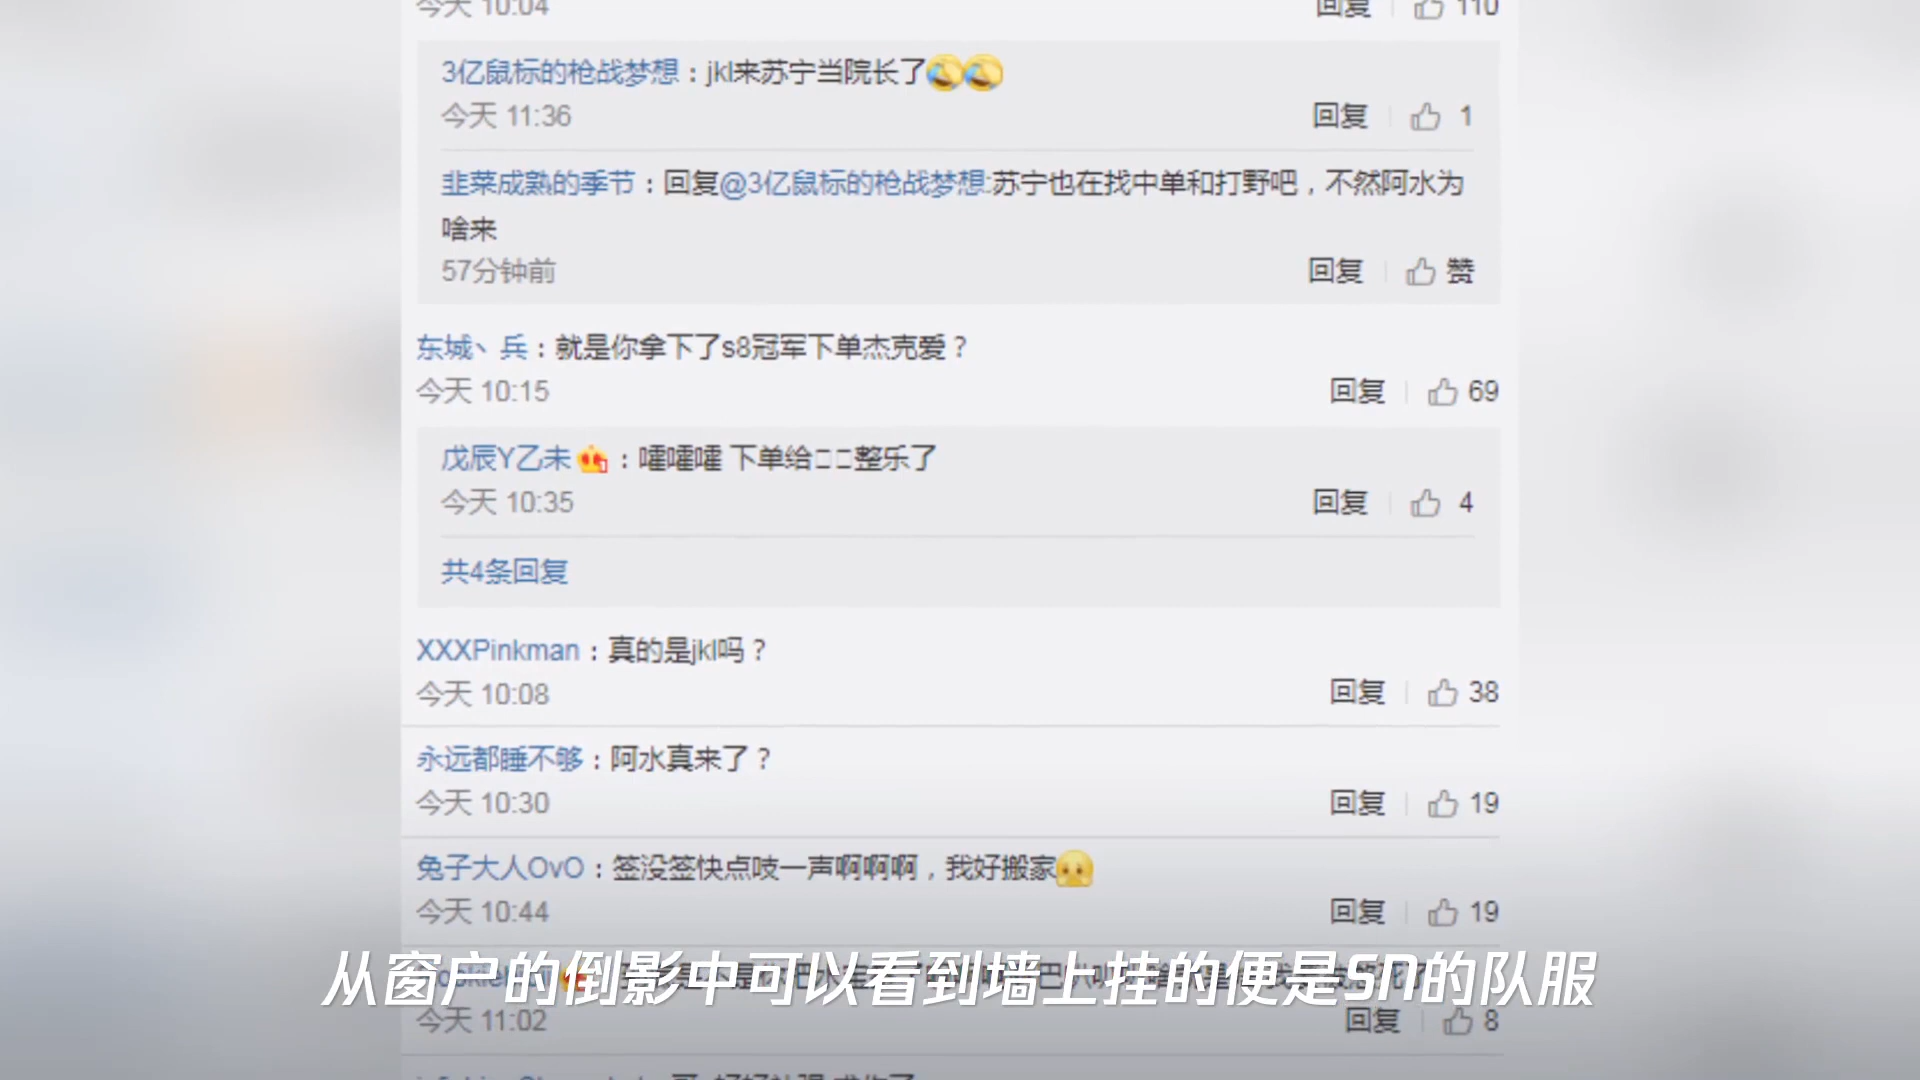 今天 10:04 回复 110
3亿鼠标的枪战梦想：jkl来苏宁当院长了
今天 11:36 回复 1
韭菜成熟的季节：回复@3亿鼠标的枪战梦想:苏宁也在找中单和打野吧，不然阿水为
啥来
57分钟前 回复 赞
东城丶兵：就是你拿下了s8冠军下单杰克爱？
今天 10:15 回复 69
戊辰Y乙未：嚯嚯嚯 下单给□□整乐了
今天 10:35 回复 4
共4条回复
XXXPinkman：真的是jkl吗？
今天 10:08 回复 38
永远都睡不够：阿水真来了？
今天 10:30 回复 19
兔子大人OvO：签没签快点吱一声啊啊啊，我好搬家
今天 10:44 回复 19
从窗户的倒影中可以看到墙上挂的便是SN的队服
今天 11:02 回复 8